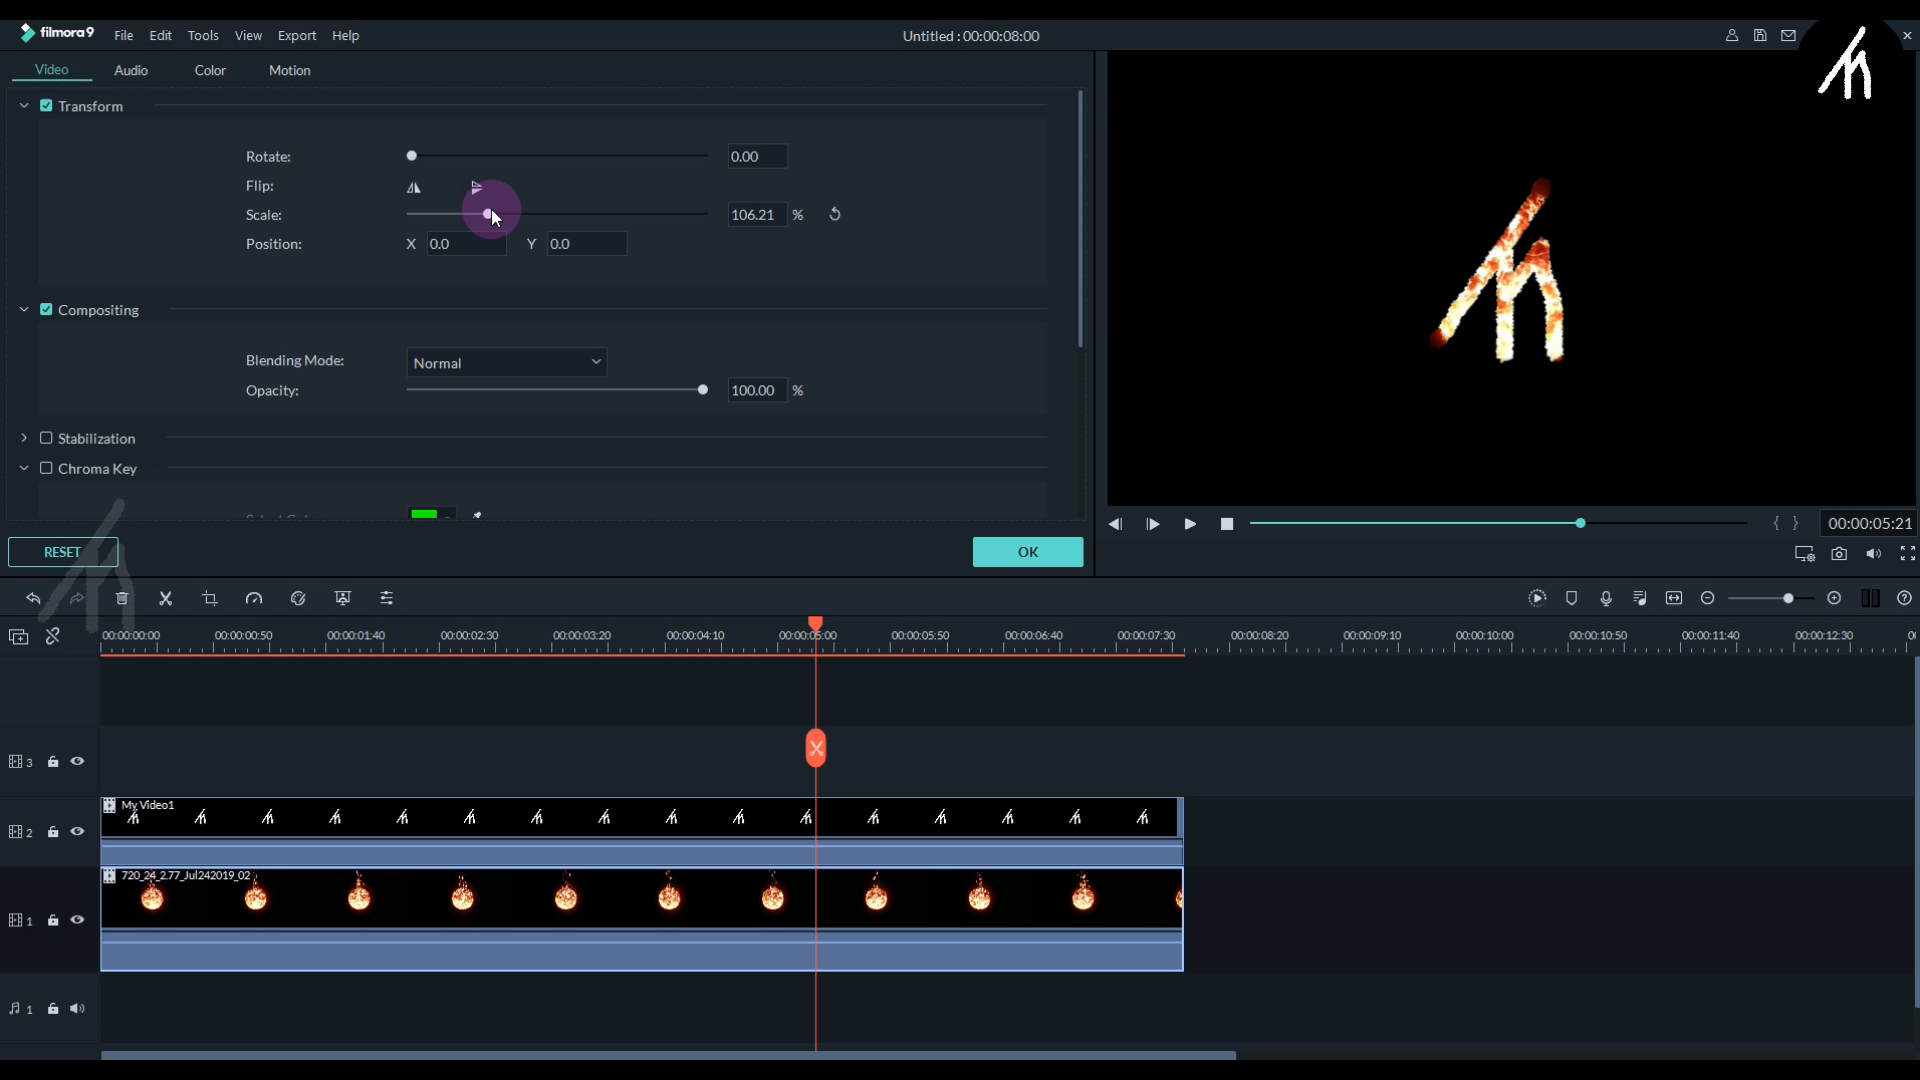 filmora9 File Edit Tools View Export Help Untitled : 00:00:08:00
Video Audio Color Motion
Transform
Rotate: 0.00
Flip:
Scale: 106.21 %
Position: X 0.0 Y 0.0
Compositing
Blending Mode: Normal
Opacity: 100.00 %
Stabilization
Chroma Key
RESET OK
{ } 00:00:05:21
00:00:00:00 00:00:00:50 00:00:01:40 00:00:02:30 00:00:03:20 00:00:04:10 00:00:05:00 00:00:05:50 00:00:06:40 00:00:07:30 00:00:08:20 00:00:09:10 00:00:10:00 00:00:10:50 00:00:11:40 00:00:12:30
3
My Video1
2
720_24_2.77_Jul242019_02
1
1